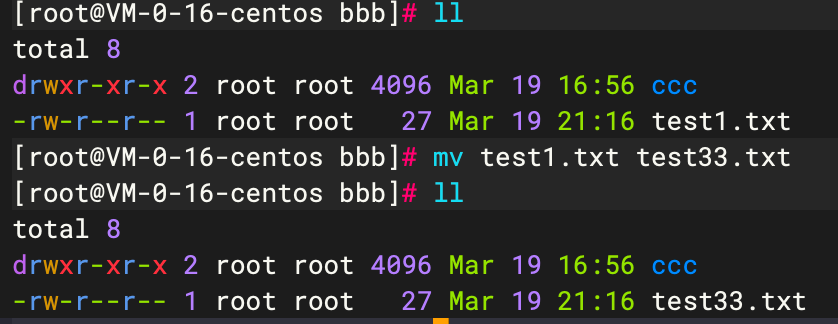 [root@VM-0-16-centos bbb]# ll
total 8
drwxr-xr-x 2 root root 4096 Mar 19 16:56 ccc
-rw-r--r-- 1 root root   27 Mar 19 21:16 test1.txt
[root@VM-0-16-centos bbb]# mv test1.txt test33.txt
[root@VM-0-16-centos bbb]# ll
total 8
drwxr-xr-x 2 root root 4096 Mar 19 16:56 ccc
-rw-r--r-- 1 root root   27 Mar 19 21:16 test33.txt